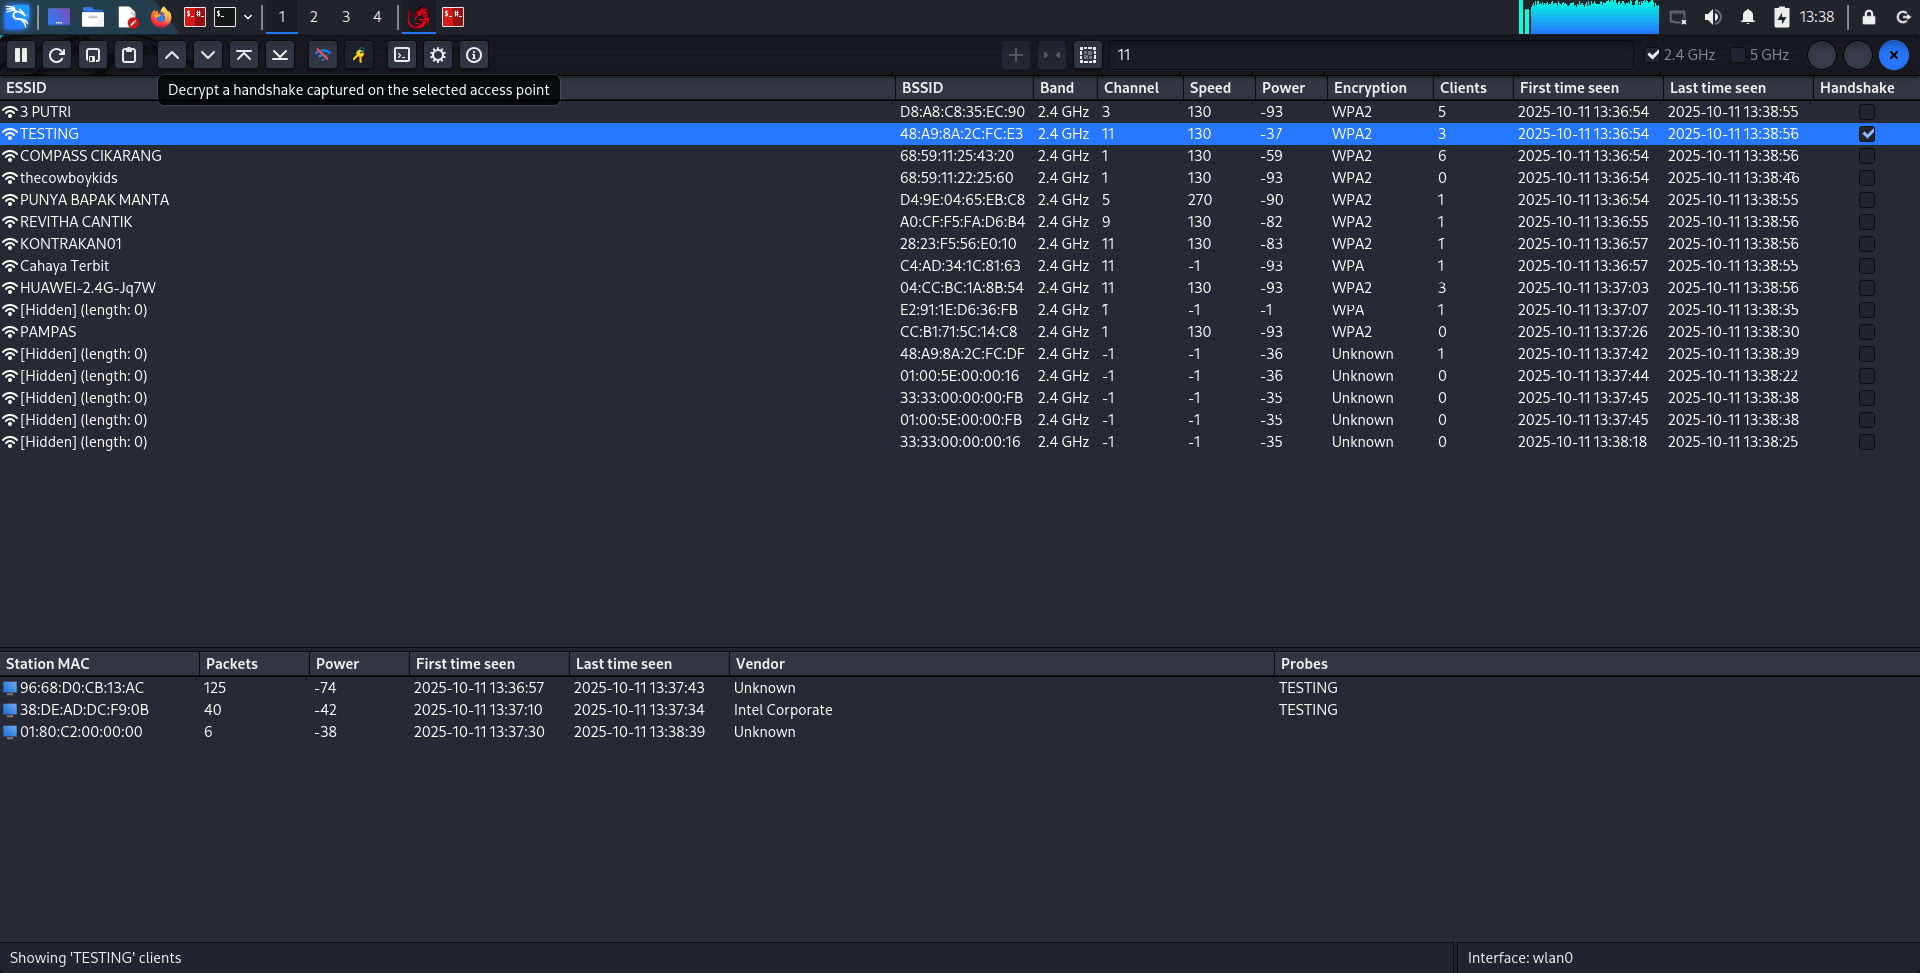 1 2 3 4 13:38
11 2.4 GHz 5 GHz
ESSID BSSID Band Channel Speed Power Encryption Clients First time seen Last time seen Handshake
Decrypt a handshake captured on the selected access point
3 PUTRI D8:A8:C8:35:EC:90 2.4 GHz 3 130 -93 WPA2 5 2025-10-11 13:36:54 2025-10-11 13:38:55
TESTING 48:A9:8A:2C:FC:E3 2.4 GHz 11 130 -37 WPA2 3 2025-10-11 13:36:54 2025-10-11 13:38:56
COMPASS CIKARANG 68:59:11:25:43:20 2.4 GHz 1 130 -59 WPA2 6 2025-10-11 13:36:54 2025-10-11 13:38:56
thecowboykids 68:59:11:22:25:60 2.4 GHz 1 130 -93 WPA2 0 2025-10-11 13:36:54 2025-10-11 13:38:46
PUNYA BAPAK MANTA D4:9E:04:65:EB:C8 2.4 GHz 5 270 -90 WPA2 1 2025-10-11 13:36:54 2025-10-11 13:38:55
REVITHA CANTIK A0:CF:F5:FA:D6:B4 2.4 GHz 9 130 -82 WPA2 1 2025-10-11 13:36:55 2025-10-11 13:38:56
KONTRAKAN01 28:23:F5:56:E0:10 2.4 GHz 11 130 -83 WPA2 1 2025-10-11 13:36:57 2025-10-11 13:38:56
Cahaya Terbit C4:AD:34:1C:81:63 2.4 GHz 11 -1 -93 WPA 1 2025-10-11 13:36:57 2025-10-11 13:38:55
HUAWEI-2.4G-Jq7W 04:CC:BC:1A:8B:54 2.4 GHz 11 130 -93 WPA2 3 2025-10-11 13:37:03 2025-10-11 13:38:56
[Hidden] (length: 0) E2:91:1E:D6:36:FB 2.4 GHz 1 -1 -1 WPA 1 2025-10-11 13:37:07 2025-10-11 13:38:35
PAMPAS CC:B1:71:5C:14:C8 2.4 GHz 1 130 -93 WPA2 0 2025-10-11 13:37:26 2025-10-11 13:38:30
[Hidden] (length: 0) 48:A9:8A:2C:FC:DF 2.4 GHz -1 -1 -36 Unknown 1 2025-10-11 13:37:42 2025-10-11 13:38:39
[Hidden] (length: 0) 01:00:5E:00:00:16 2.4 GHz -1 -1 -36 Unknown 0 2025-10-11 13:37:44 2025-10-11 13:38:22
[Hidden] (length: 0) 33:33:00:00:00:FB 2.4 GHz -1 -1 -35 Unknown 0 2025-10-11 13:37:45 2025-10-11 13:38:38
[Hidden] (length: 0) 01:00:5E:00:00:FB 2.4 GHz -1 -1 -35 Unknown 0 2025-10-11 13:37:45 2025-10-11 13:38:38
[Hidden] (length: 0) 33:33:00:00:00:16 2.4 GHz -1 -1 -35 Unknown 0 2025-10-11 13:38:18 2025-10-11 13:38:25
Station MAC Packets Power First time seen Last time seen Vendor Probes
96:68:D0:CB:13:AC 125 -74 2025-10-11 13:36:57 2025-10-11 13:37:43 Unknown TESTING
38:DE:AD:DC:F9:0B 40 -42 2025-10-11 13:37:10 2025-10-11 13:37:34 Intel Corporate TESTING
01:80:C2:00:00:00 6 -38 2025-10-11 13:37:30 2025-10-11 13:38:39 Unknown
Showing 'TESTING' clients Interface: wlan0